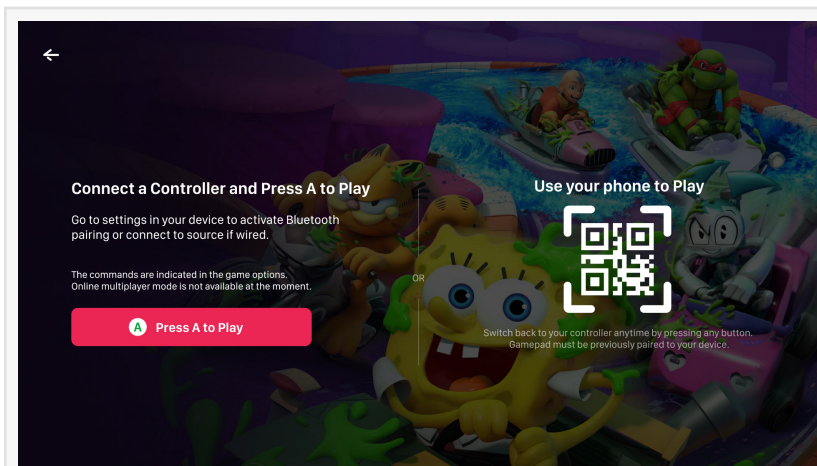 Connect a Controller and Press A to Play
Go to settings in your device to activate Bluetooth
pairing or connect to source if wired.
The commands are indicated in the game options.
Online multiplayer mode is not available at the moment.
A Press A to Play
OR
Use your phone to Play
Switch back to your controller anytime by pressing any button.
Gamepad must be previously paired to your device.